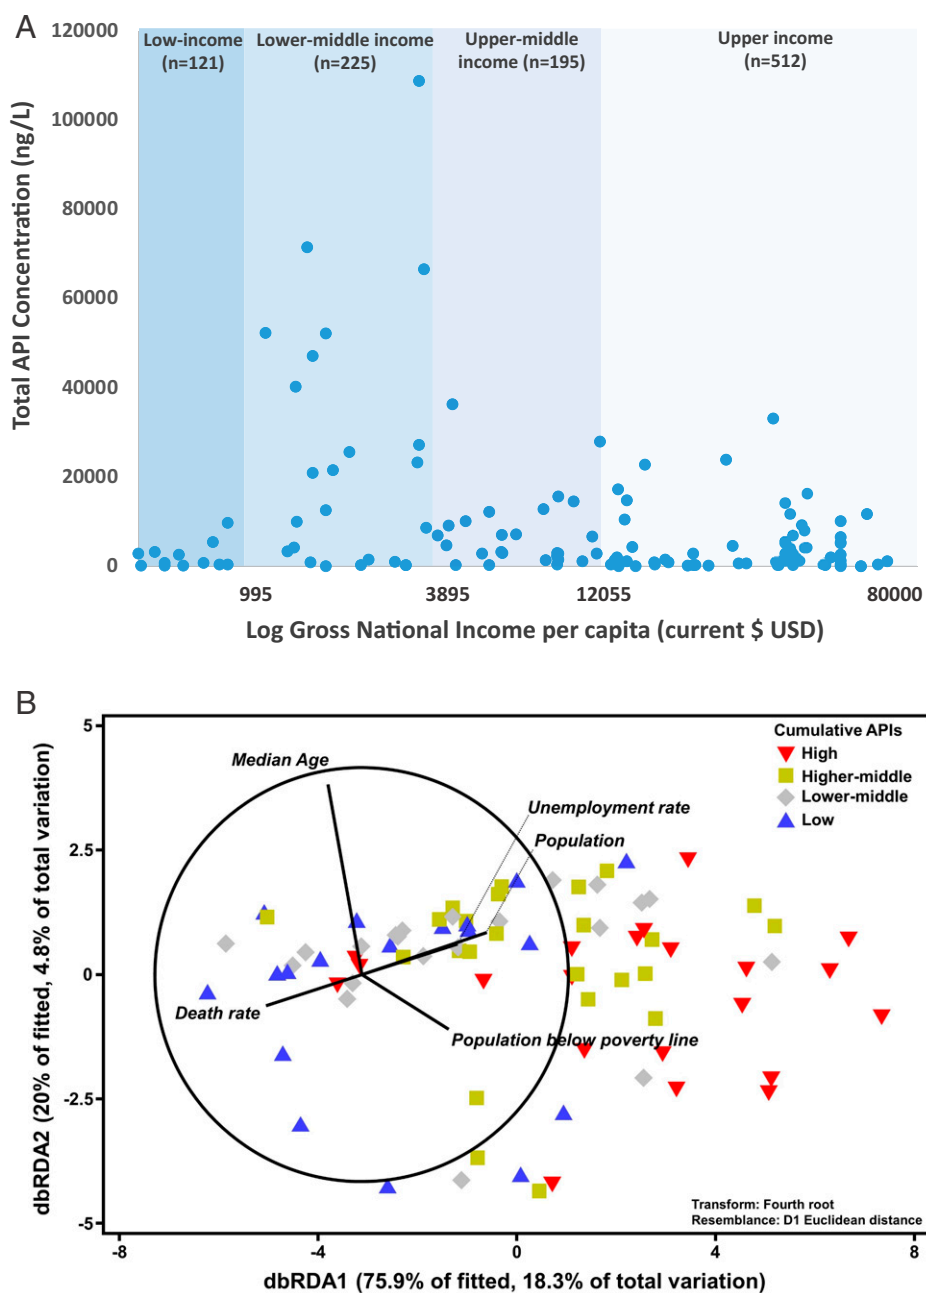 A
120000
100000
80000
60000
40000
20000
0
Total API Concentration (ng/L)
Low-income
(n=121)
Lower-middle income
(n=225)
Upper-middle
income (n=195)
Upper income
(n=512)
995
3895
12055
80000
Log Gross National Income per capita (current $ USD)
B
5
2.5
0
-2.5
-5
dbRDA2 (20% of fitted, 4.8% of total variation)
Median Age
Unemployment rate
Population
Death rate
Population below poverty line
Cumulative APIs
High
Higher-middle
Lower-middle
Low
Transform: Fourth root
Resemblance: D1 Euclidean distance
-8
-4
0
4
8
dbRDA1 (75.9% of fitted, 18.3% of total variation)